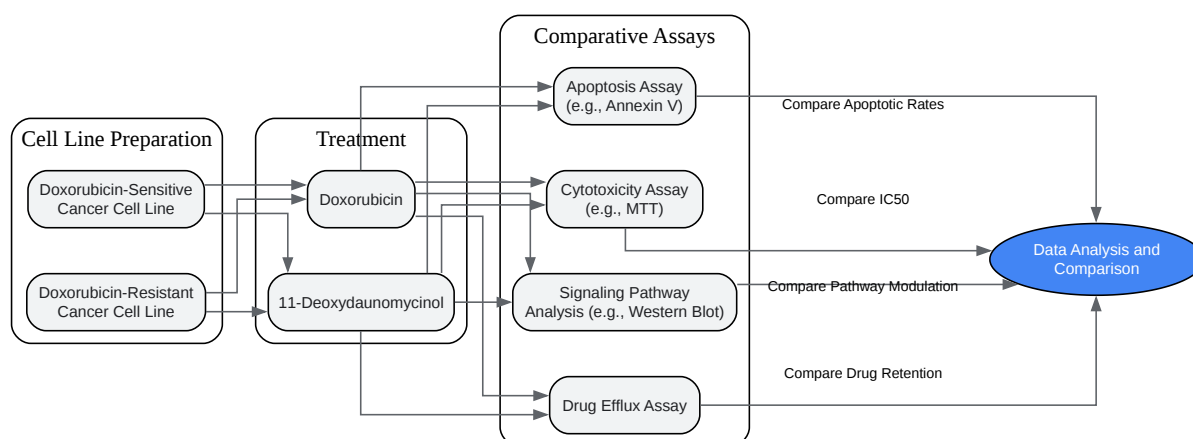 Cell Line Preparation
Doxorubicin-Sensitive
Cancer Cell Line
Doxorubicin-Resistant
Cancer Cell Line
Treatment
Doxorubicin
11-Deoxydaunomycinol
Comparative Assays
Apoptosis Assay
(e.g., Annexin V)
Cytotoxicity Assay
(e.g., MTT)
Signaling Pathway
Analysis (e.g., Western Blot)
Drug Efflux Assay
Compare Apoptotic Rates
Compare IC50
Compare Pathway Modulation
Compare Drug Retention
Data Analysis and
Comparison